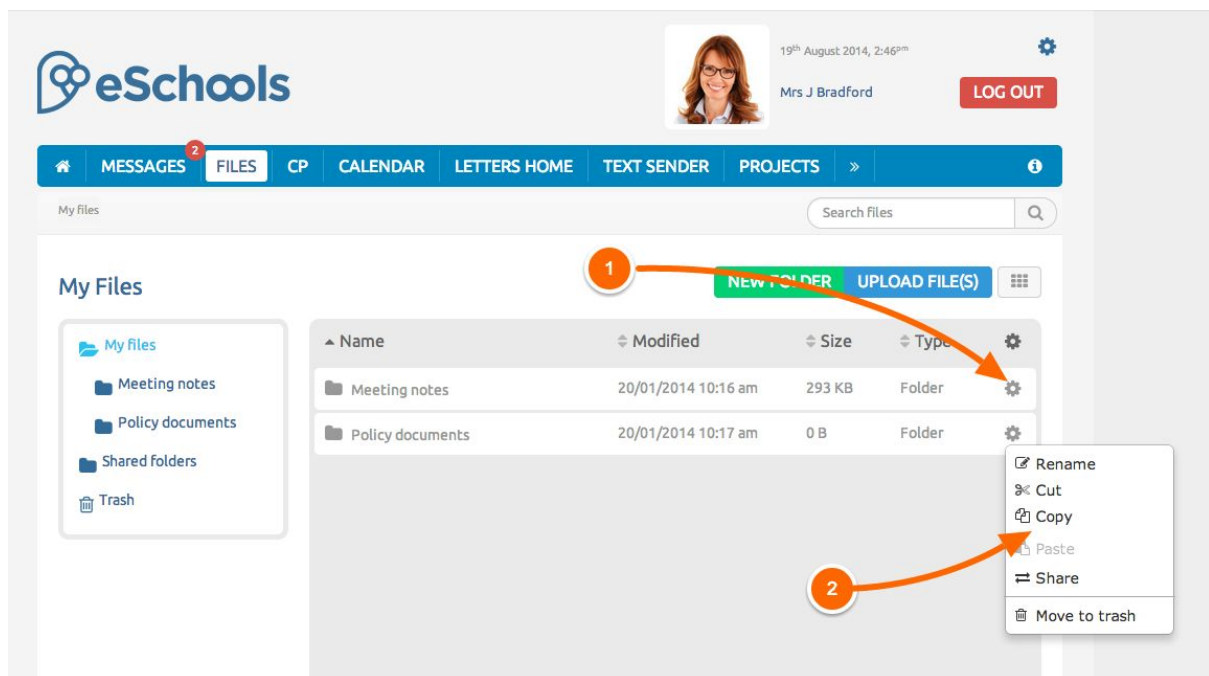 eSchools
19th August 2014, 2:46pm
Mrs J Bradford
LOG OUT
MESSAGES 2 FILES CP CALENDAR LETTERS HOME TEXT SENDER PROJECTS »
My files
Search files
1
My Files
NEW FOLDER UPLOAD FILE(S)
My files
Meeting notes
Policy documents
Shared folders
Trash
Name Modified Size Type
Meeting notes 20/01/2014 10:16 am 293 KB Folder
Policy documents 20/01/2014 10:17 am 0 B Folder
Rename
Cut
Copy
Paste
Share
Move to trash
2